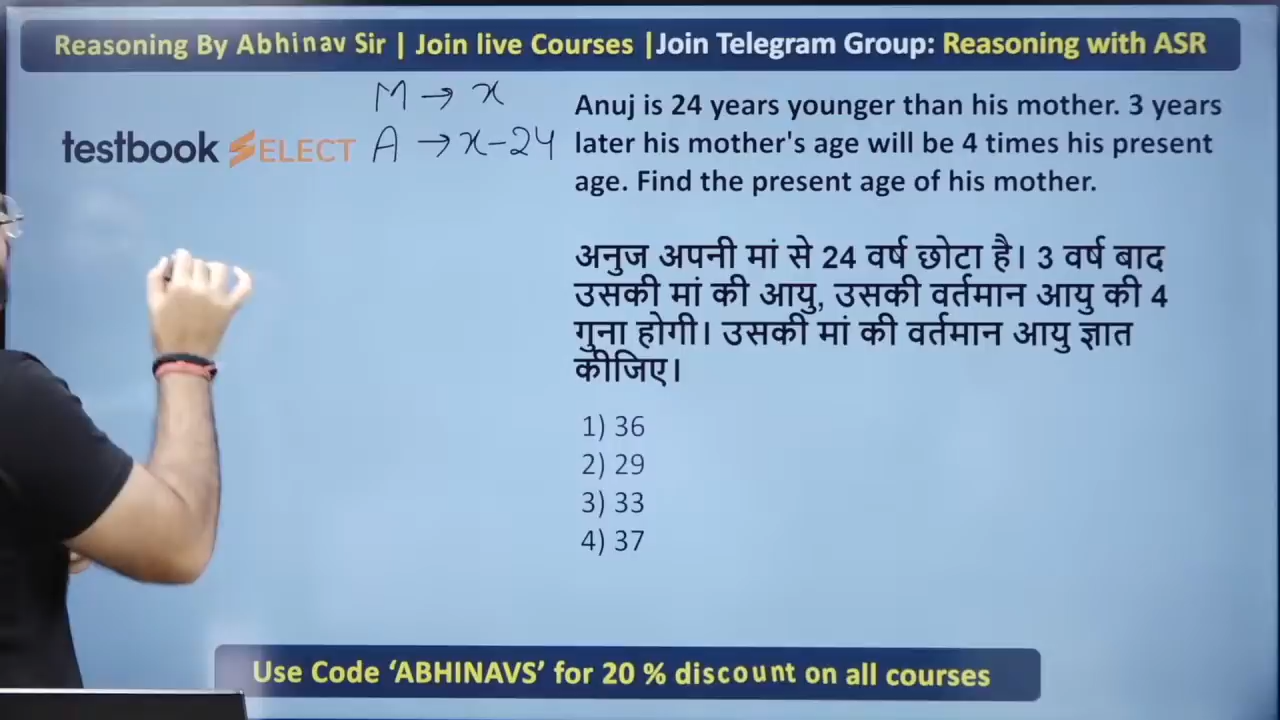 Reasoning By Abhinav Sir | Join live Courses |Join Telegram Group: Reasoning with ASR
M → x
A → x-24
testbook SELECT
Anuj is 24 years younger than his mother. 3 years
later his mother's age will be 4 times his present
age. Find the present age of his mother.
अनुज अपनी मां से 24 वर्ष छोटा है। 3 वर्ष बाद
उसकी मां की आयु, उसकी वर्तमान आयु की 4
गुना होगी। उसकी मां की वर्तमान आयु ज्ञात
कीजिए।
1) 36
2) 29
3) 33
4) 37
Use Code ‘ABHINAVS’ for 20 % discount on all courses